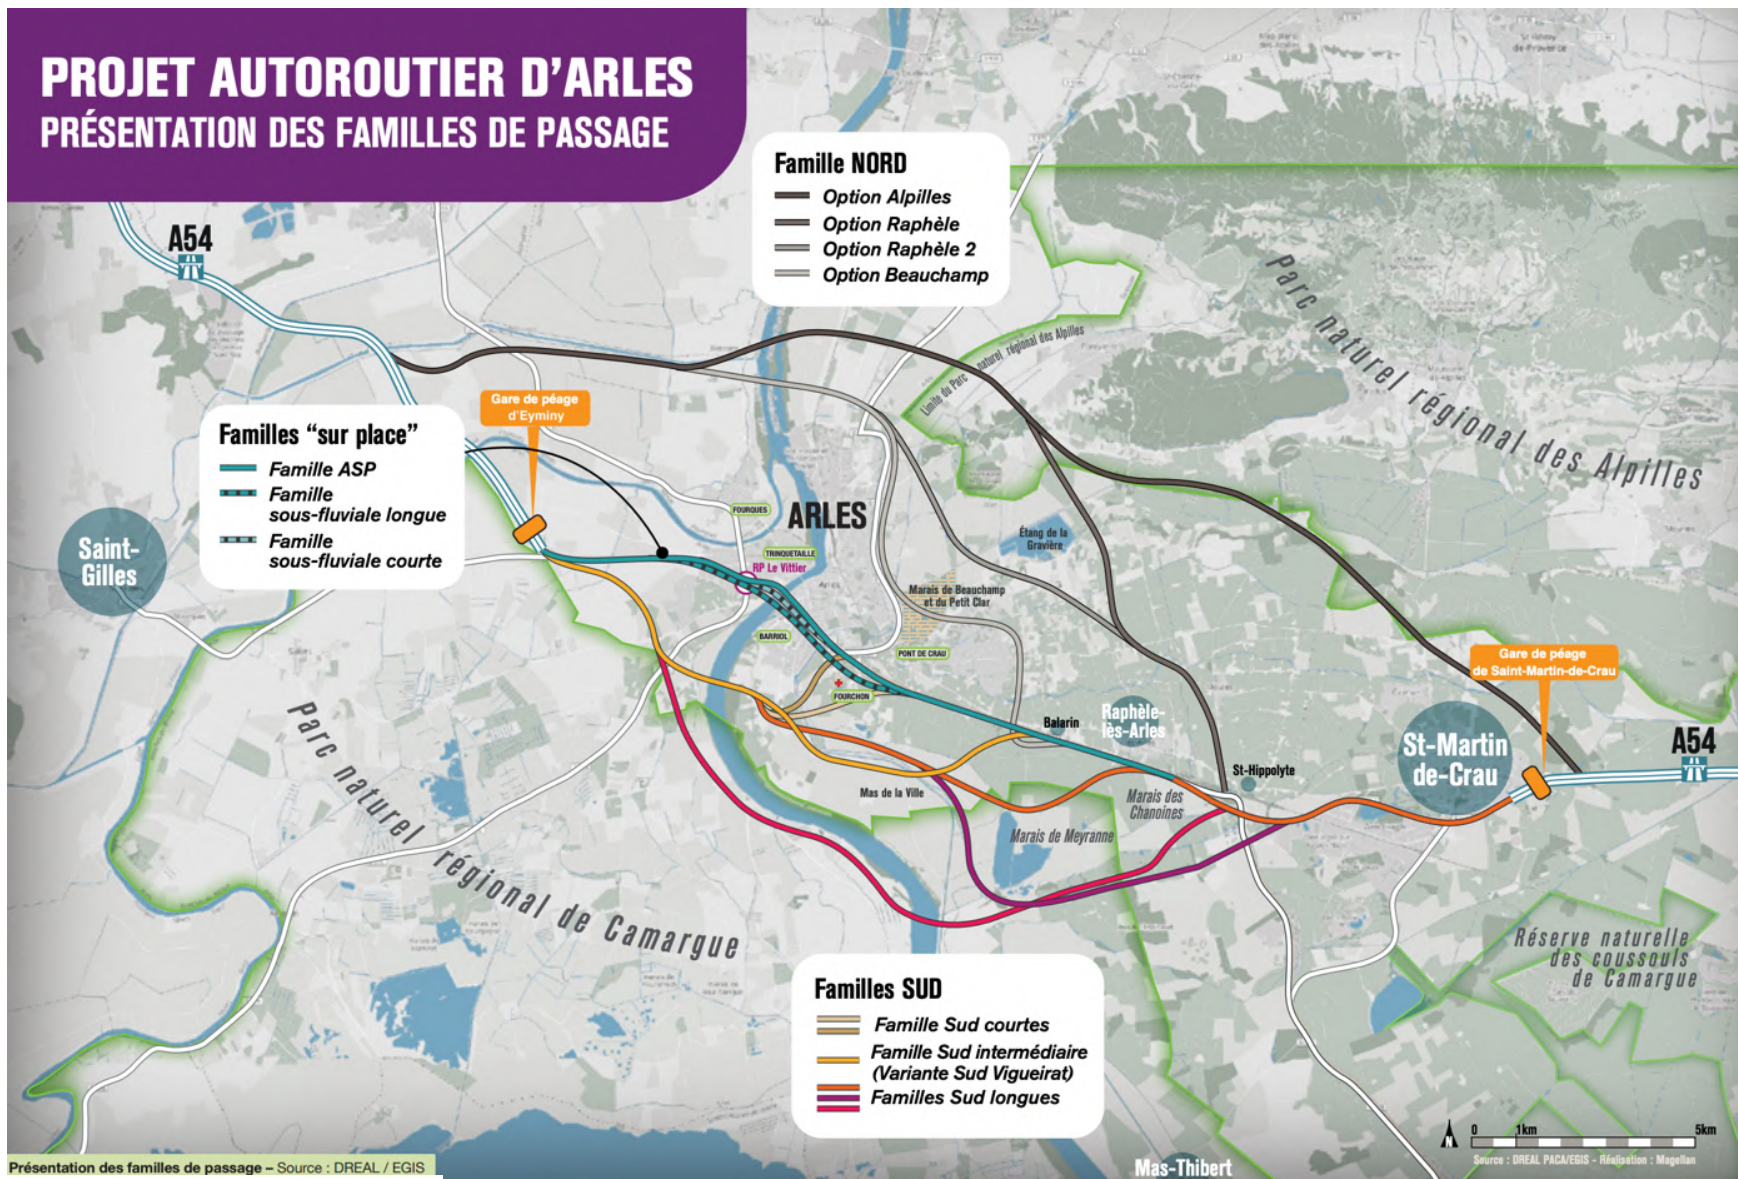 PROJET AUTOROUTIER D'ARLES
PRÉSENTATION DES FAMILLES DE PASSAGE
Famille NORD
Option Alpilles
Option Raphèle
Option Raphèle 2
Option Beauchamp
A54
Parc naturel régional des Alpilles
Limite du Parc naturel régional des Alpilles
Gare de péage
d'Eyminy
Familles “sur place”
Famille ASP
Famille
sous-fluviale longue
Famille
sous-fluviale courte
Saint-
Gilles
FOURQUES
ARLES
TRINQUETAILLE
RP Le Vittier
Arles
Étang de la
Gravière
Marais de Beauchamp
et du Petit Clar
BARRIOL
PONT DE CRAU
FOURCHON
Gare de péage
de Saint-Martin-de-Crau
Balarin
Raphèle-
lès-Arles
St-Martin
de-Crau
A54
St-Hippolyte
Mas de la Ville
Marais des
Chanoines
Marais de Meyranne
Parc naturel régional de Camargue
Réserve naturelle
des coussouls
de Camargue
Familles SUD
Famille Sud courtes
Famille Sud intermédiaire
(Variante Sud Vigueirat)
Familles Sud longues
N
0 1km 5km
Source : DREAL PACA/EGIS - Réalisation : Magellan
Mas-Thibert
Présentation des familles de passage – Source : DREAL / EGIS